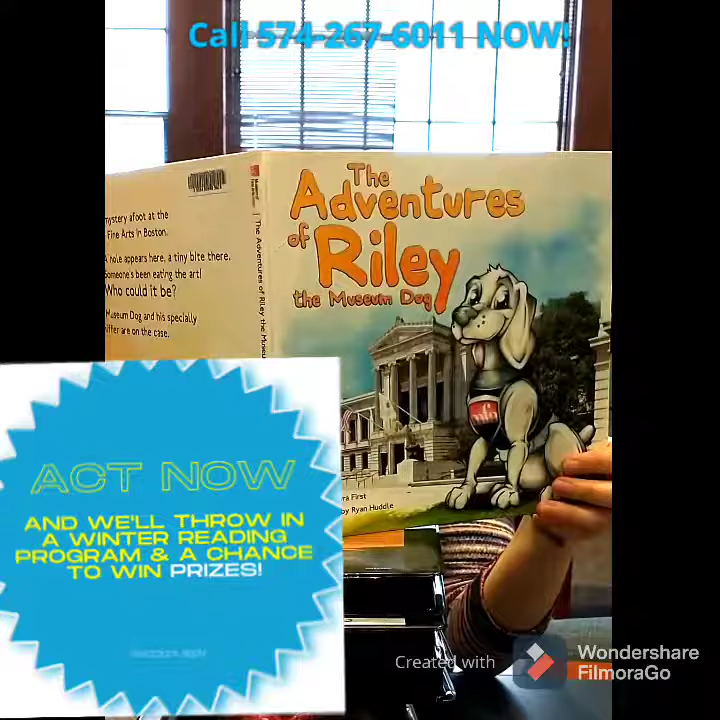 Call 574-267-6011 NOW!
The
Adventures
of Riley
the Museum Dog
mystery afoot at the
Fine Arts in Boston.
hole appears here, a tiny bite there.
Someone's been eating the art!
Who could it be?
Museum Dog and his specially
are on the case.
The Adventures of Riley the
mfa
First
by Ryan Huddle
ACT NOW
AND WE'LL THROW IN
A WINTER READING
PROGRAM & A CHANCE
TO WIN PRIZES!
Created with
Wondershare
FilmoraGo